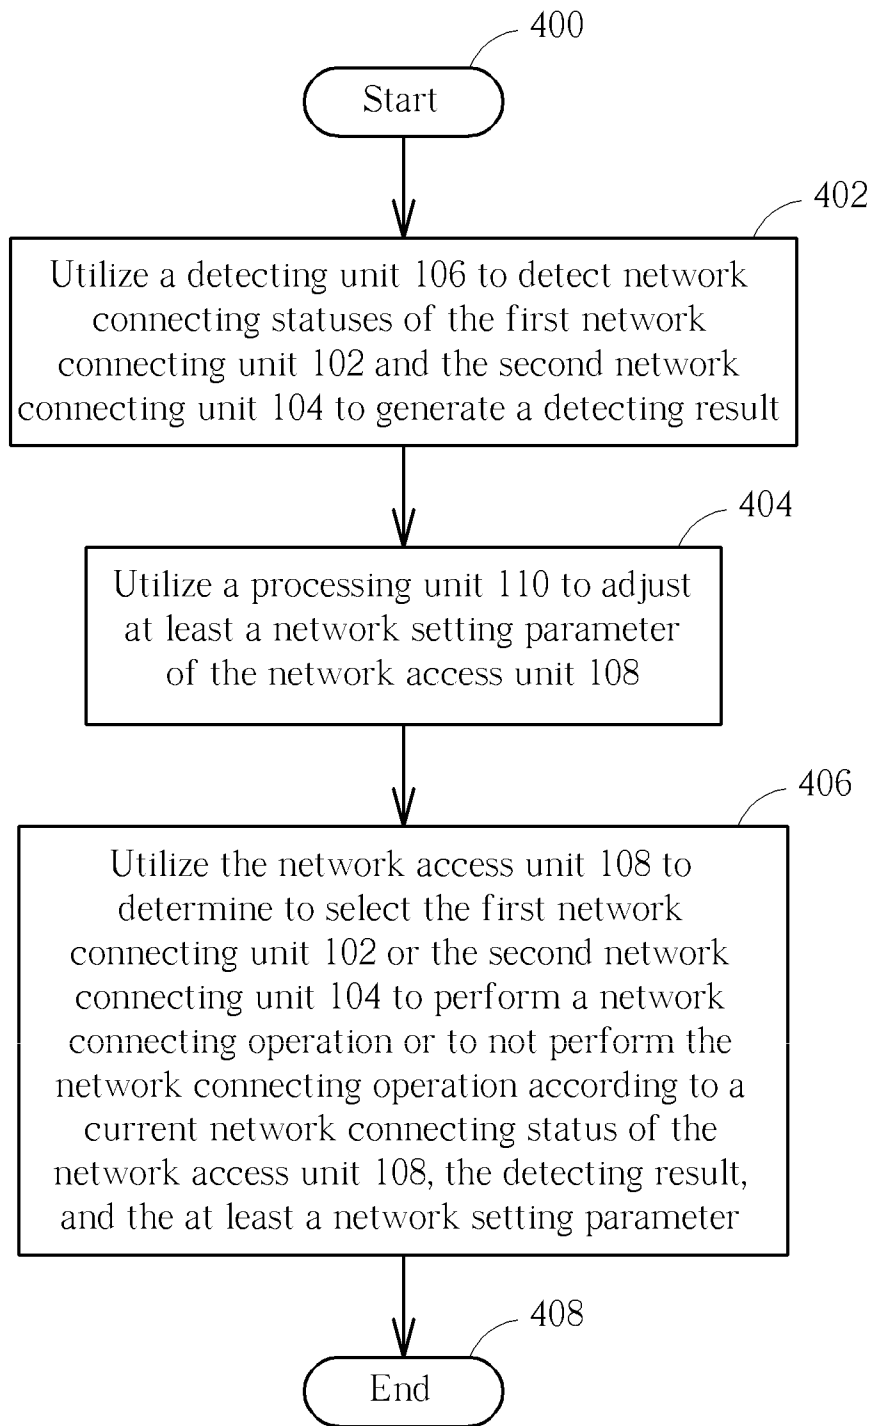 400
Start
402
Utilize a detecting unit 106 to detect network
connecting statuses of the first network
connecting unit 102 and the second network
connecting unit 104 to generate a detecting result
404
Utilize a processing unit 110 to adjust
at least a network setting parameter
of the network access unit 108
406
Utilize the network access unit 108 to
determine to select the first network
connecting unit 102 or the second network
connecting unit 104 to perform a network
connecting operation or to not perform the
network connecting operation according to a
current network connecting status of the
network access unit 108, the detecting result,
and the at least a network setting parameter
408
End